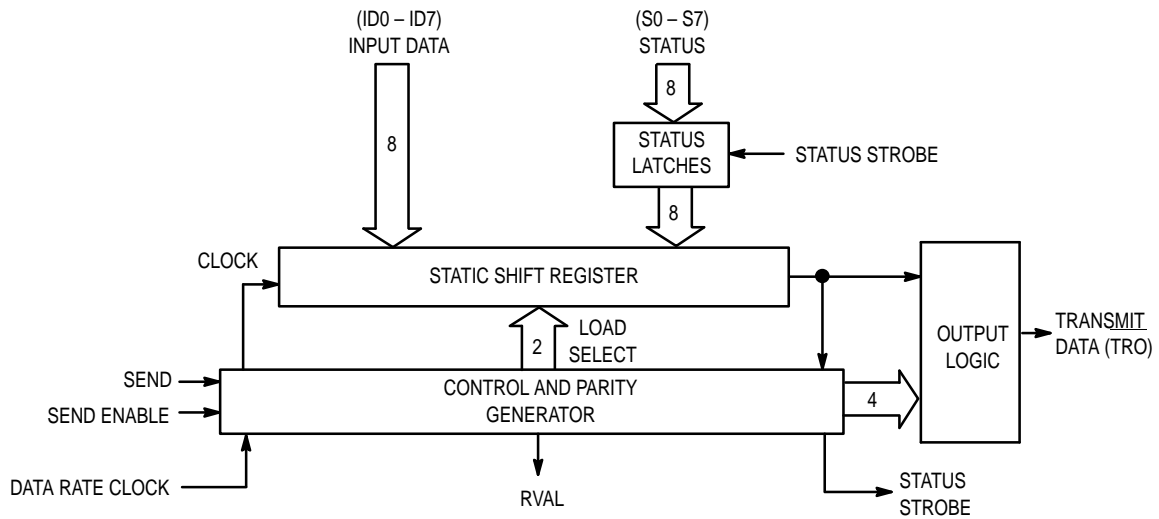 (ID0 – ID7)
INPUT DATA
(S0 – S7)
STATUS
8
8
STATUS
LATCHES
STATUS STROBE
8
CLOCK
STATIC SHIFT REGISTER
2
LOAD
SELECT
OUTPUT
LOGIC
TRANSMIT
DATA (TRO)
SEND
SEND ENABLE
CONTROL AND PARITY
GENERATOR
4
DATA RATE CLOCK
RVAL
STATUS
STROBE